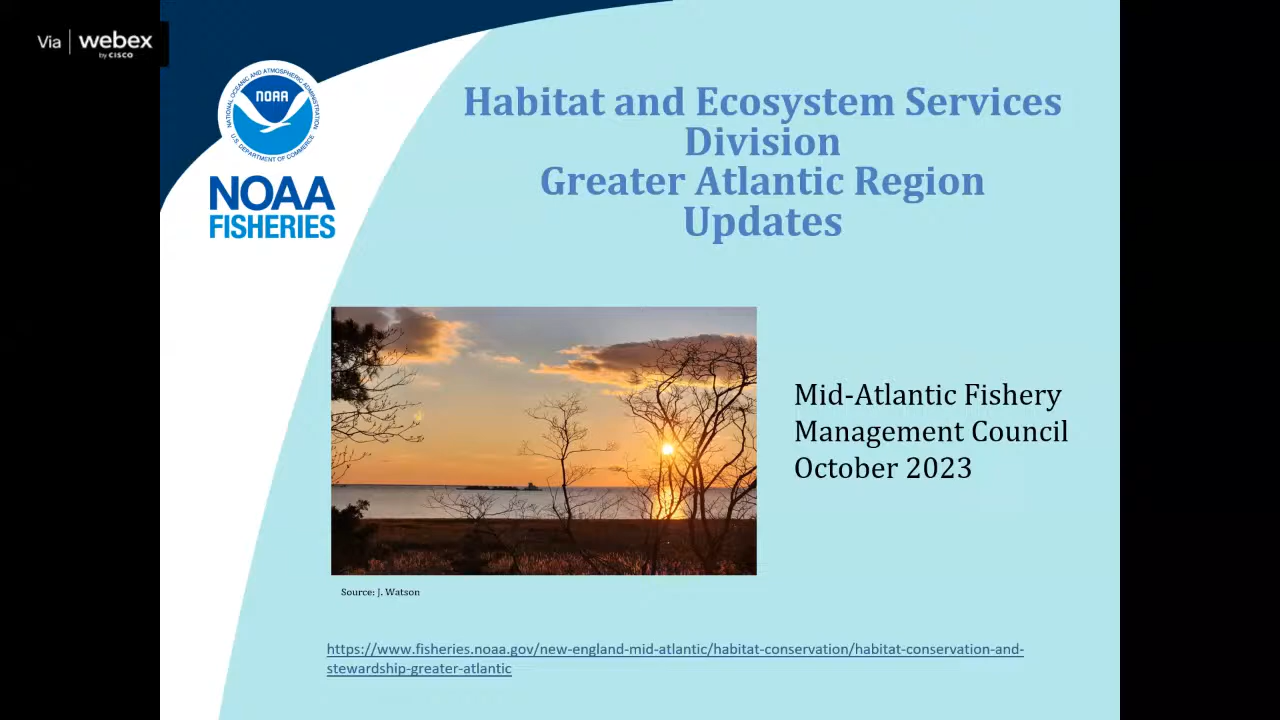 Via webex
by CISCO
NATIONAL OCEANIC AND ATMOSPHERIC ADMINISTRATION
NOAA
U.S. DEPARTMENT OF COMMERCE
NOAA
FISHERIES
Habitat and Ecosystem Services
Division
Greater Atlantic Region
Updates
Mid-Atlantic Fishery
Management Council
October 2023
Source: J. Watson
https://www.fisheries.noaa.gov/new-england-mid-atlantic/habitat-conservation/habitat-conservation-and-
stewardship-greater-atlantic